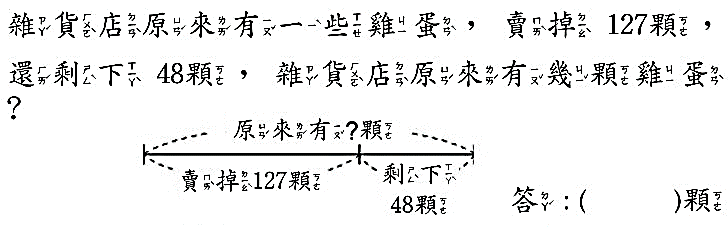 雜貨店原來有一些雞蛋，賣掉127顆，
還剩下48顆，雜貨店原來有幾顆雞蛋
？
原來有?顆
賣掉127顆 剩下
48顆 答：( )顆